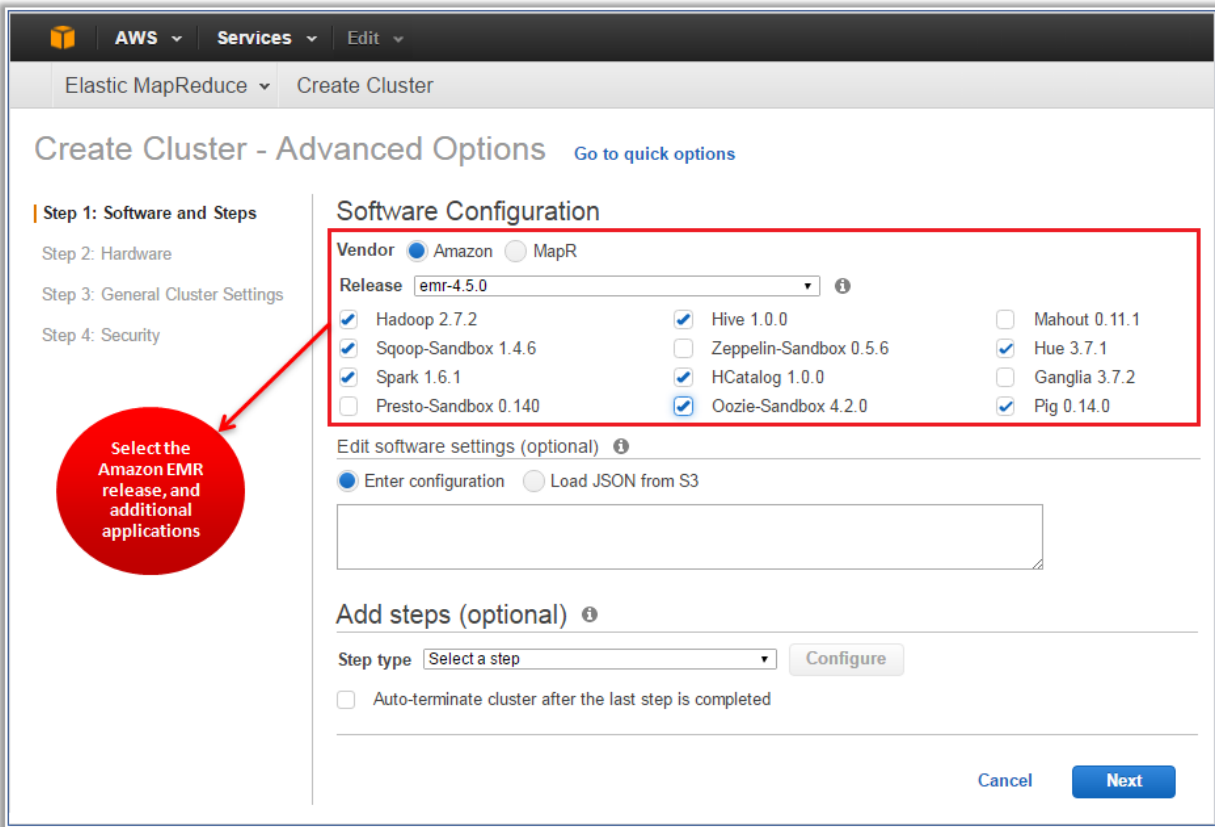 AWS Services Edit
Elastic MapReduce Create Cluster
Create Cluster - Advanced Options Go to quick options
Step 1: Software and Steps
Step 2: Hardware
Step 3: General Cluster Settings
Step 4: Security
Select the
Amazon EMR
release, and
additional
applications
Software Configuration
Vendor Amazon MapR
Release emr-4.5.0
Hadoop 2.7.2 Hive 1.0.0 Mahout 0.11.1
Sqoop-Sandbox 1.4.6 Zeppelin-Sandbox 0.5.6 Hue 3.7.1
Spark 1.6.1 HCatalog 1.0.0 Ganglia 3.7.2
Presto-Sandbox 0.140 Oozie-Sandbox 4.2.0 Pig 0.14.0
Edit software settings (optional)
Enter configuration Load JSON from S3
Add steps (optional)
Step type Select a step Configure
Auto-terminate cluster after the last step is completed
Cancel Next